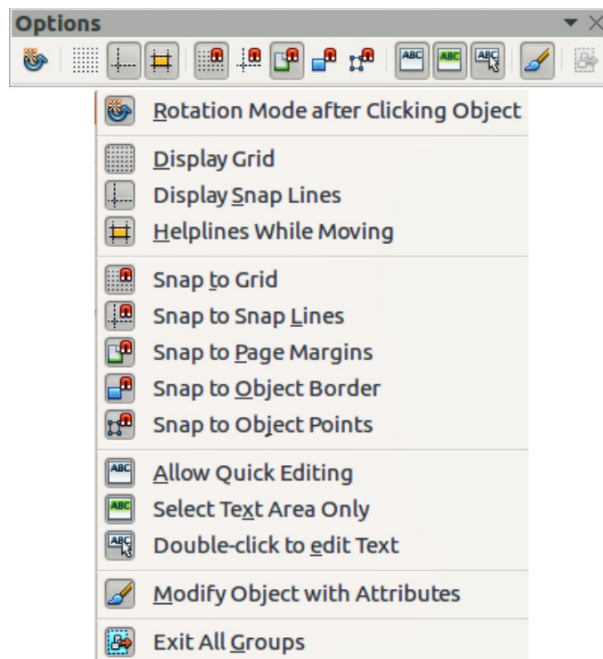 Options
Rotation Mode after Clicking Object
Display Grid
Display Snap Lines
Helplines While Moving
Snap to Grid
Snap to Snap Lines
Snap to Page Margins
Snap to Object Border
Snap to Object Points
Allow Quick Editing
Select Text Area Only
Double-click to edit Text
Modify Object with Attributes
Exit All Groups